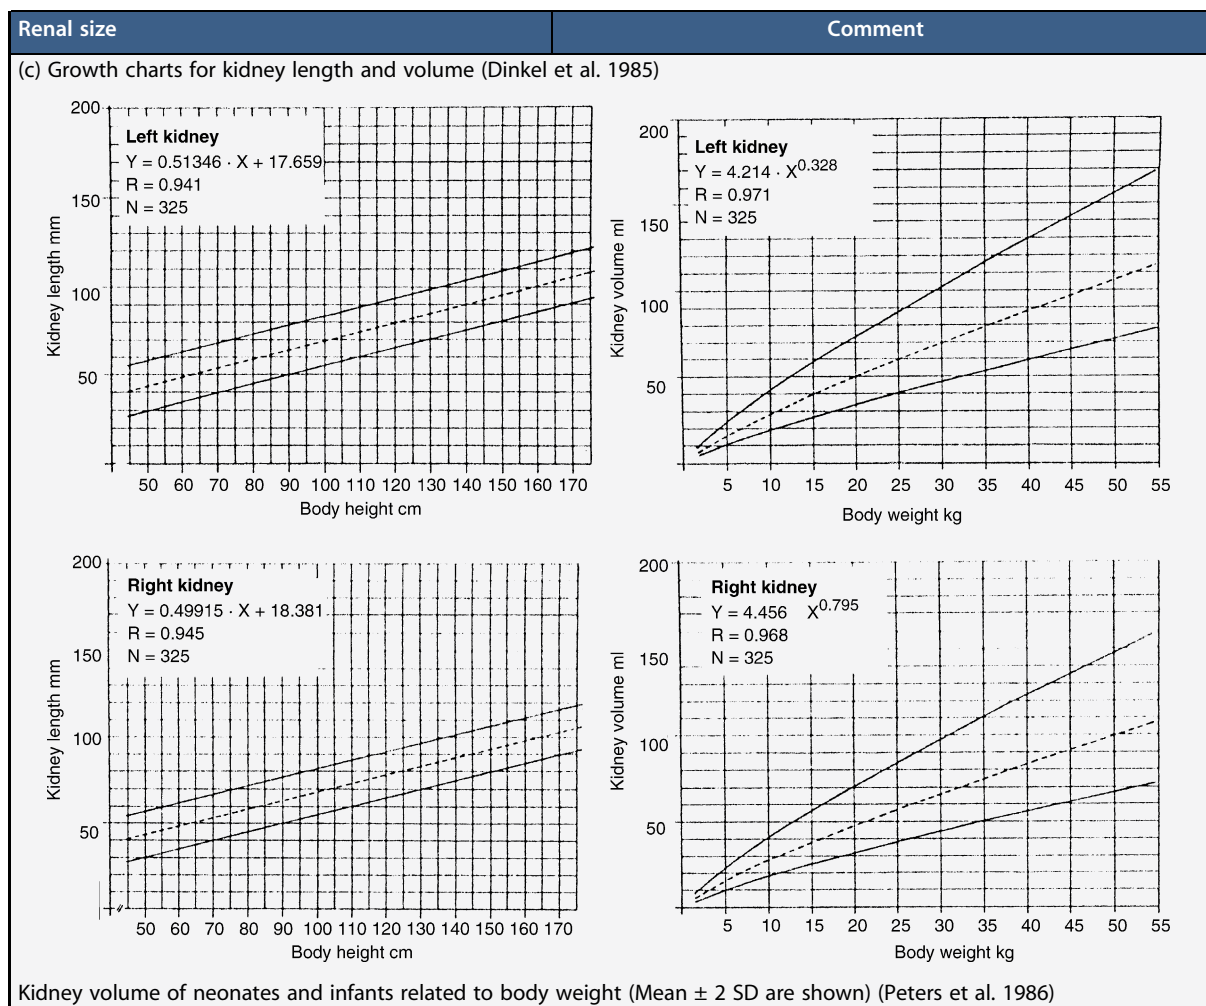 Renal size Comment
(c) Growth charts for kidney length and volume (Dinkel et al. 1985)
200
150
100
50
Kidney length mm
Left kidney
Y = 0.51346 · X + 17.659
R = 0.941
N = 325
50 60 70 80 90 100 110 120 130 140 150 160 170
Body height cm
200
150
100
50
Kidney volume ml
Left kidney
Y = 4.214 · X0.328
R = 0.971
N = 325
5 10 15 20 25 30 35 40 45 50 55
Body weight kg
200
150
100
50
Kidney length mm
Right kidney
Y = 0.49915 · X + 18.381
R = 0.945
N = 325
50 60 70 80 90 100 110 120 130 140 150 160 170
Body height cm
200
150
100
50
Kidney volume ml
Right kidney
Y = 4.456 X0.795
R = 0.968
N = 325
5 10 15 20 25 30 35 40 45 50 55
Body weight kg
Kidney volume of neonates and infants related to body weight (Mean ± 2 SD are shown) (Peters et al. 1986)